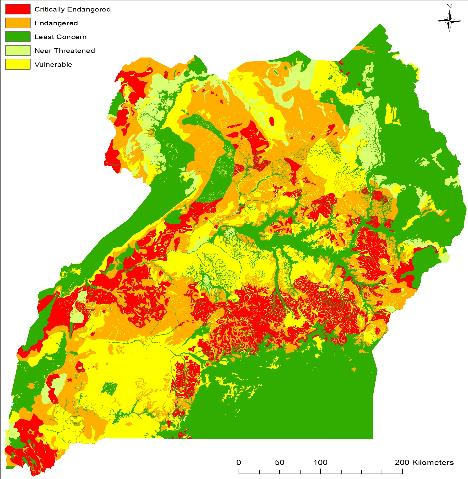 Critically Endangered
Endangered
Least Concern
Near Threatened
Vulnerable
N
0 50 100 200 Kilometers